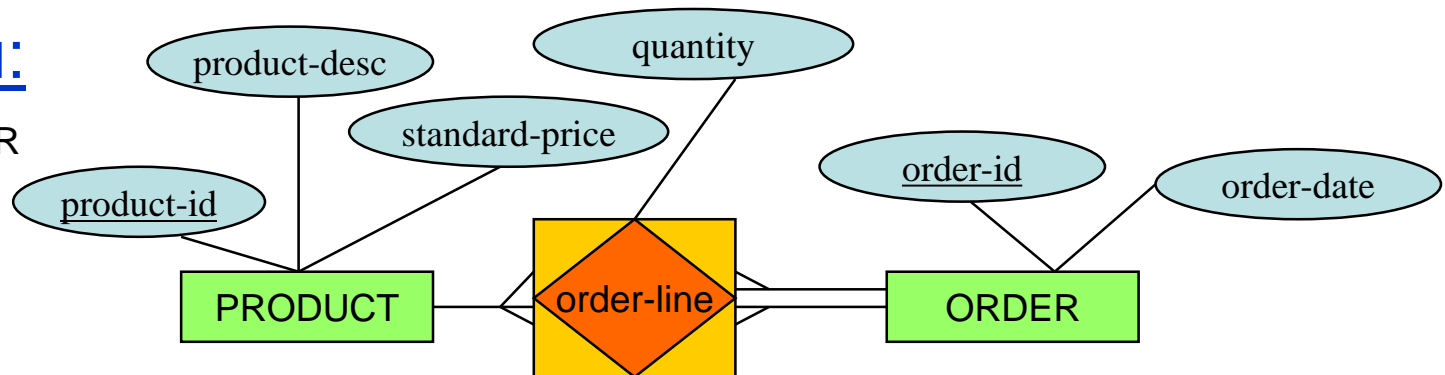 quantity
product-desc
standard-price
R
order-id
order-date
product-id
PRODUCT
order-line
ORDER